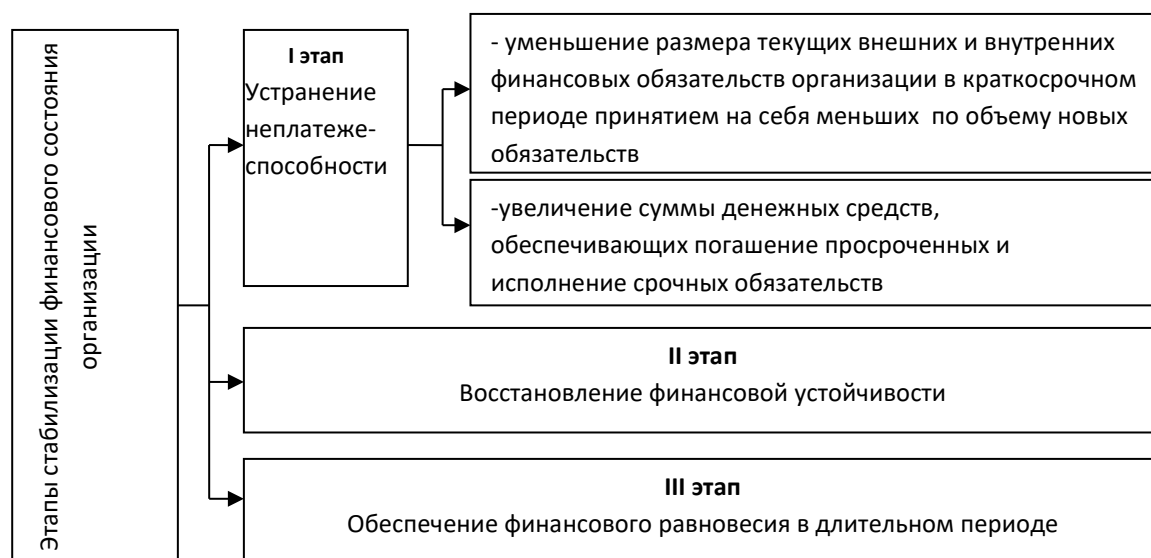 Этапы стабилизации финансового состояния
организации
I этап
Устранение
неплатеже-
способности
- уменьшение размера текущих внешних и внутренних
финансовых обязательств организации в краткосрочном
периоде принятием на себя меньших по объему новых
обязательств
-увеличение суммы денежных средств,
обеспечивающих погашение просроченных и
исполнение срочных обязательств
II этап
Восстановление финансовой устойчивости
III этап
Обеспечение финансового равновесия в длительном периоде